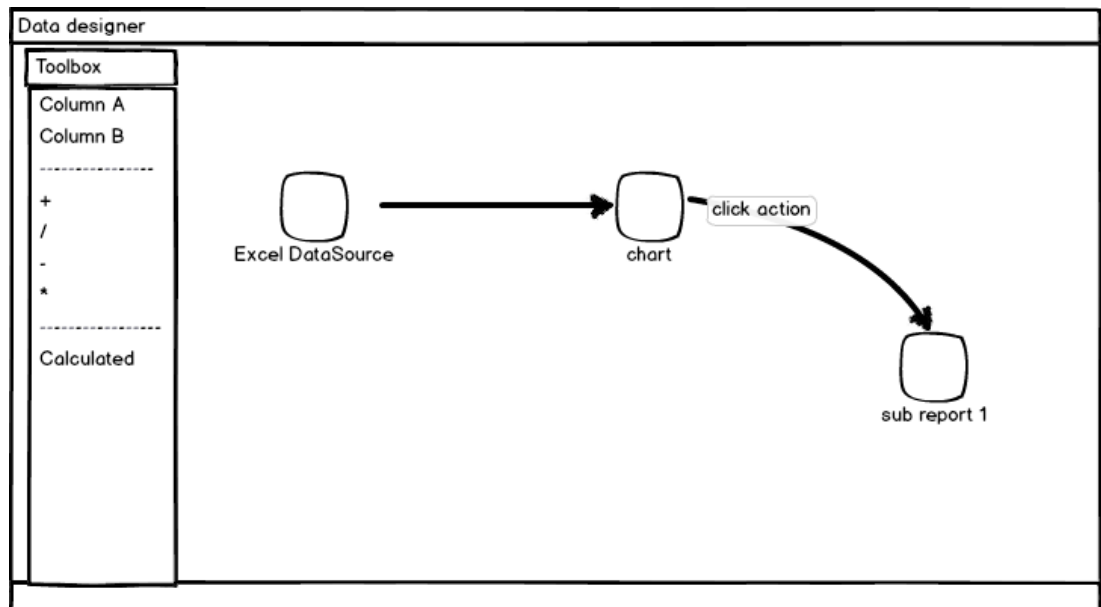 Data designer
Toolbox
Column A
Column B
------------------
+
/
-
*
-------------------
Calculated
Excel DataSource
chart
click action
sub report 1